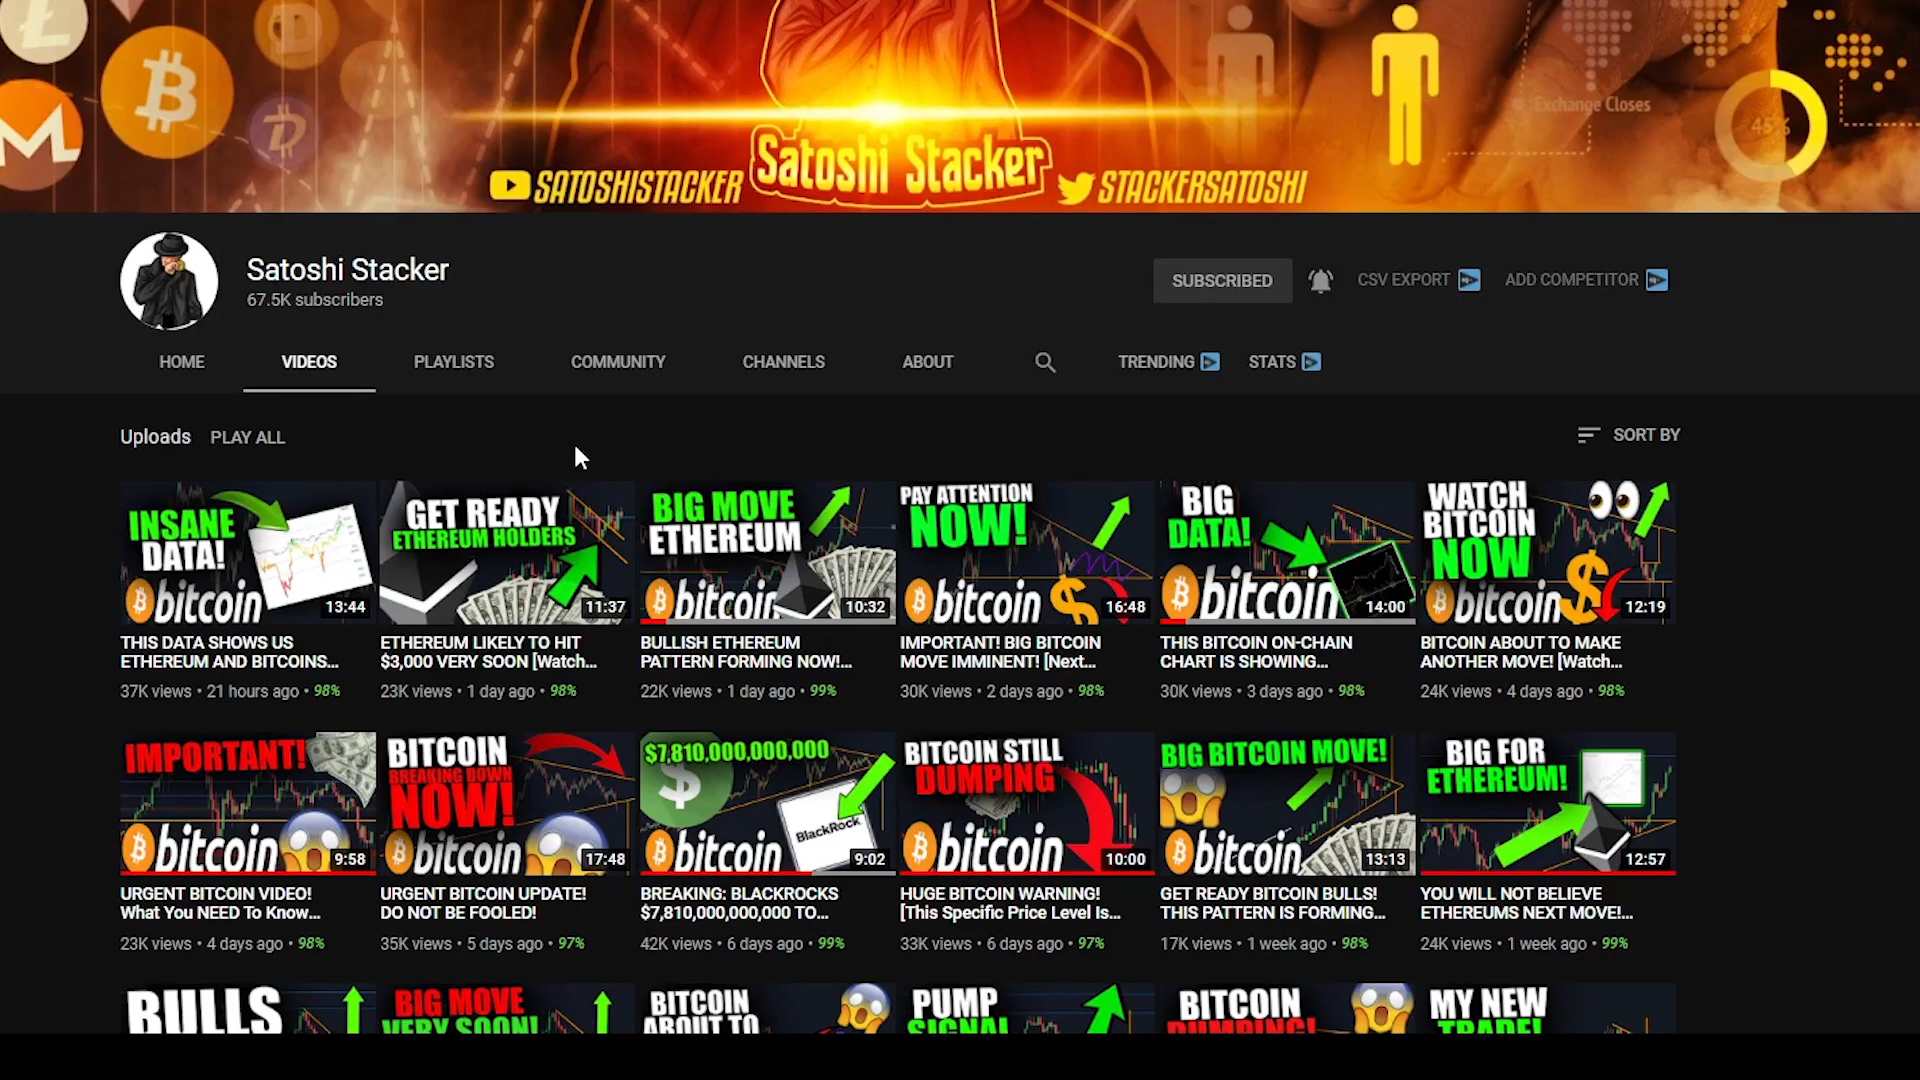 Exchange Closes
45%
Satoshi Stacker
SATOSHISTACKER
STACKERSATOSHI
Satoshi Stacker
67.5K subscribers
SUBSCRIBED
CSV EXPORT
ADD COMPETITOR
HOME
VIDEOS
PLAYLISTS
COMMUNITY
CHANNELS
ABOUT
TRENDING
STATS
Uploads
PLAY ALL
SORT BY
INSANE
DATA!
bitcoin
13:44
THIS DATA SHOWS US
ETHEREUM AND BITCOINS...
37K views • 21 hours ago • 98%
GET READY
ETHEREUM HOLDERS
11:37
ETHEREUM LIKELY TO HIT
$3,000 VERY SOON [Watch...
23K views • 1 day ago • 98%
BIG MOVE
ETHEREUM
bitcoin
10:32
BULLISH ETHEREUM
PATTERN FORMING NOW!...
22K views • 1 day ago • 99%
PAY ATTENTION
NOW!
bitcoin
16:48
IMPORTANT! BIG BITCOIN
MOVE IMMINENT! [Next...
30K views • 2 days ago • 98%
BIG
DATA!
bitcoin
14:00
THIS BITCOIN ON-CHAIN
CHART IS SHOWING...
30K views • 3 days ago • 98%
WATCH
BITCOIN
NOW
bitcoin
12:19
BITCOIN ABOUT TO MAKE
ANOTHER MOVE! [Watch...
24K views • 4 days ago • 98%
IMPORTANT!
bitcoin
9:58
URGENT BITCOIN VIDEO!
What You NEED To Know...
23K views • 4 days ago • 98%
BITCOIN
BREAKING DOWN
NOW!
bitcoin
17:48
URGENT BITCOIN UPDATE!
DO NOT BE FOOLED!
35K views • 5 days ago • 97%
$7,810,000,000,000
BlackRock
bitcoin
9:02
BREAKING: BLACKROCKS
$7,810,000,000,000 TO...
42K views • 6 days ago • 99%
BITCOIN STILL
DUMPING
bitcoin
10:00
HUGE BITCOIN WARNING!
[This Specific Price Level Is...
33K views • 6 days ago • 97%
BIG BITCOIN MOVE!
bitcoin
13:13
GET READY BITCOIN BULLS!
THIS PATTERN IS FORMING...
17K views • 1 week ago • 98%
BIG FOR
ETHEREUM!
12:57
YOU WILL NOT BELIEVE
ETHEREUMS NEXT MOVE!...
24K views • 1 week ago • 99%
BULLS
BIG MOVE
VERY SOON!
BITCOIN
ABOUT TO
PUMP
SIGNAL
BITCOIN
DUMPING!
MY NEW
TRADE!